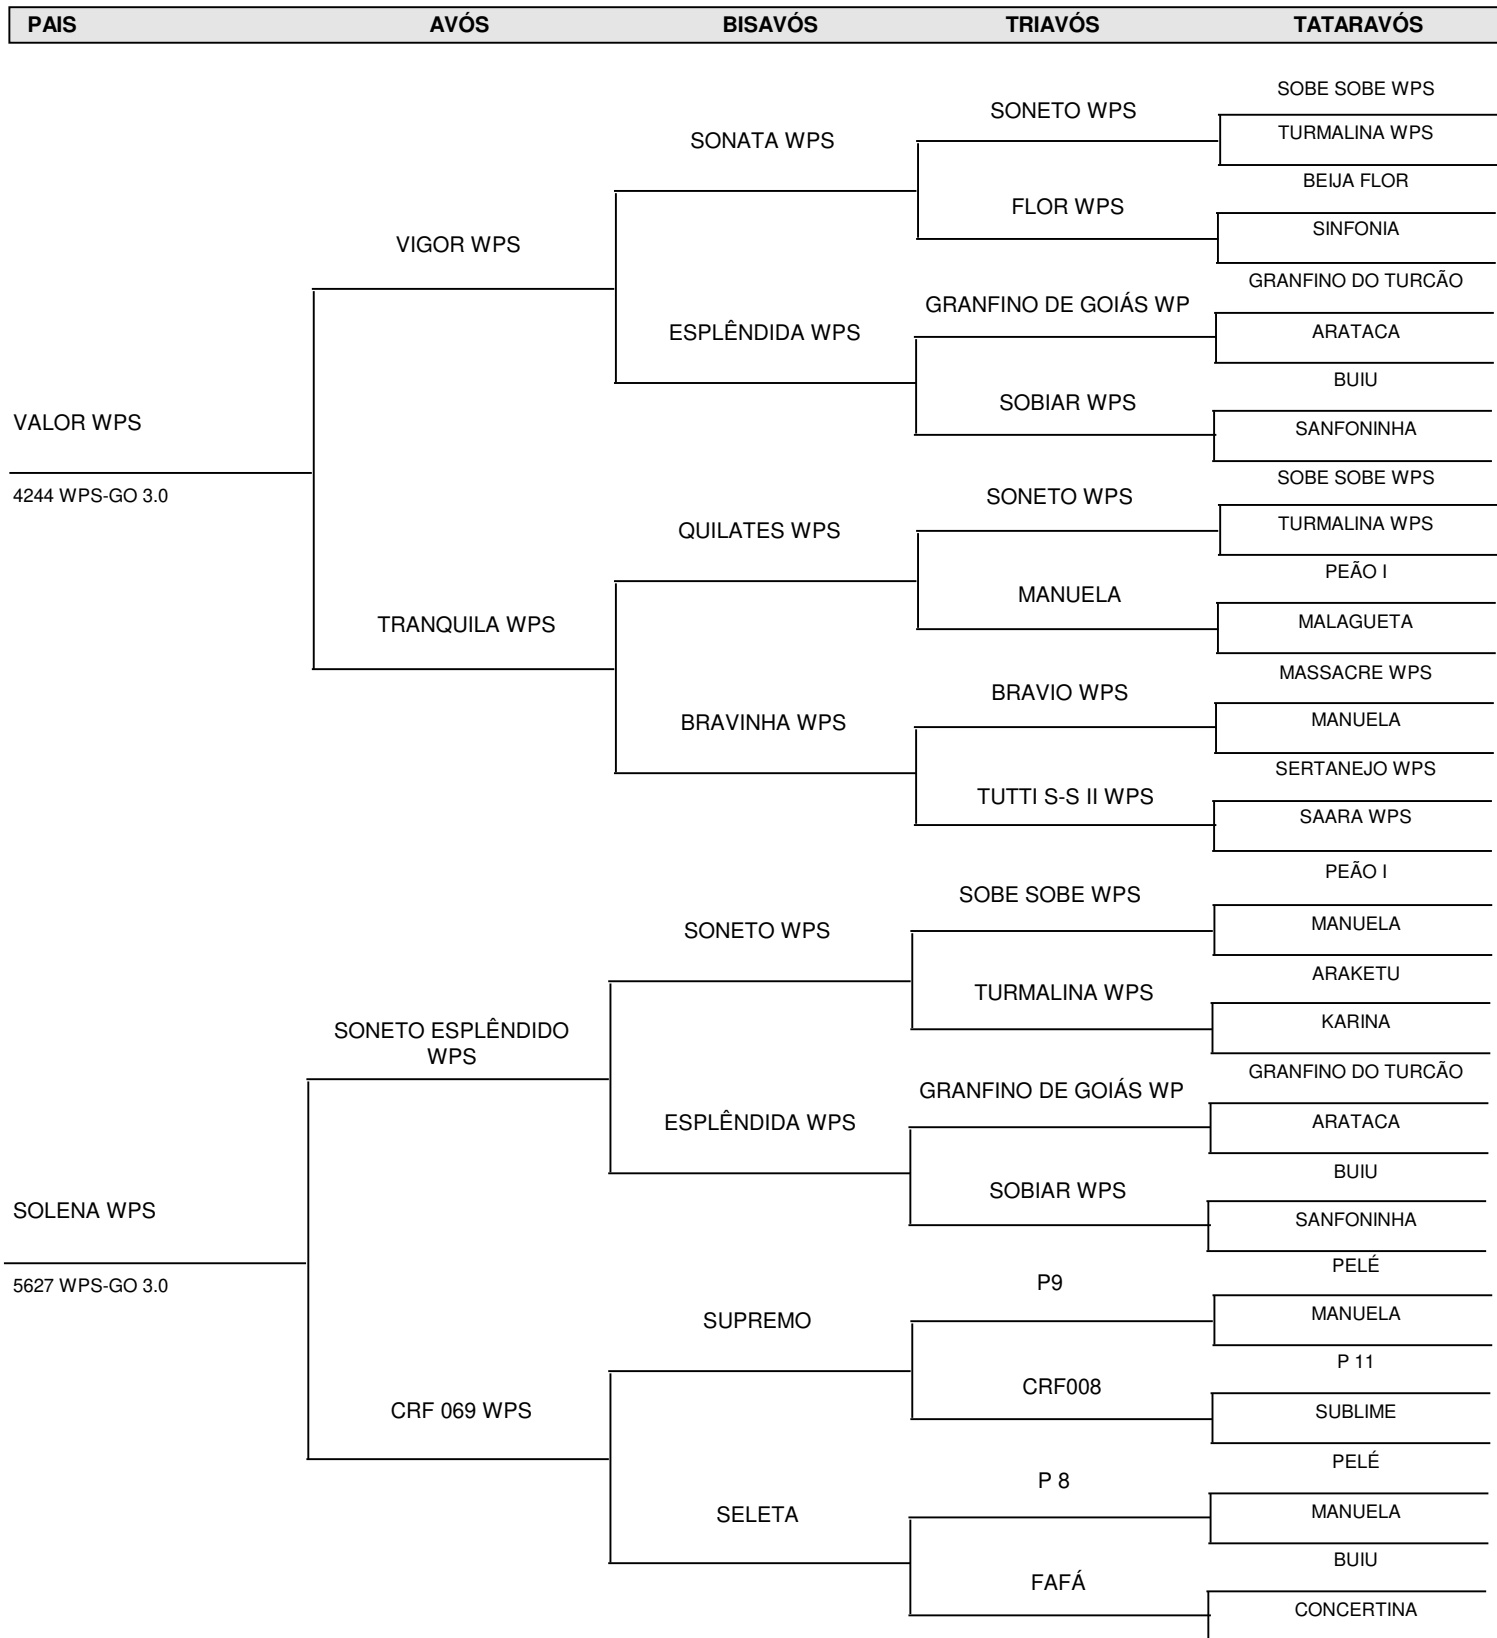 PAIS AVÓS BISAVÓS TRIAVÓS TATARAVÓS
SOBE SOBE WPS
SONETO WPS
TURMALINA WPS
SONATA WPS
BEIJA FLOR
FLOR WPS
SINFONIA
VIGOR WPS
GRANFINO DO TURCÃO
GRANFINO DE GOIÁS WP
ARATACA
ESPLÊNDIDA WPS
BUIU
SOBIAR WPS
VALOR WPS
SANFONINHA
SOBE SOBE WPS
4244 WPS-GO 3.0
SONETO WPS
TURMALINA WPS
QUILATES WPS
PEÃO I
MANUELA
MALAGUETA
TRANQUILA WPS
MASSACRE WPS
BRAVIO WPS
MANUELA
BRAVINHA WPS
SERTANEJO WPS
TUTTI S-S II WPS
SAARA WPS
PEÃO I
SOBE SOBE WPS
MANUELA
SONETO WPS
ARAKETU
TURMALINA WPS
KARINA
SONETO ESPLÊNDIDO
WPS
GRANFINO DO TURCÃO
GRANFINO DE GOIÁS WP
ARATACA
ESPLÊNDIDA WPS
BUIU
SOBIAR WPS
SOLENA WPS
SANFONINHA
PELÉ
5627 WPS-GO 3.0
P9
MANUELA
SUPREMO
P 11
CRF008
CRF 069 WPS
SUBLIME
PELÉ
P 8
MANUELA
SELETA
BUIU
FAFÁ
CONCERTINA